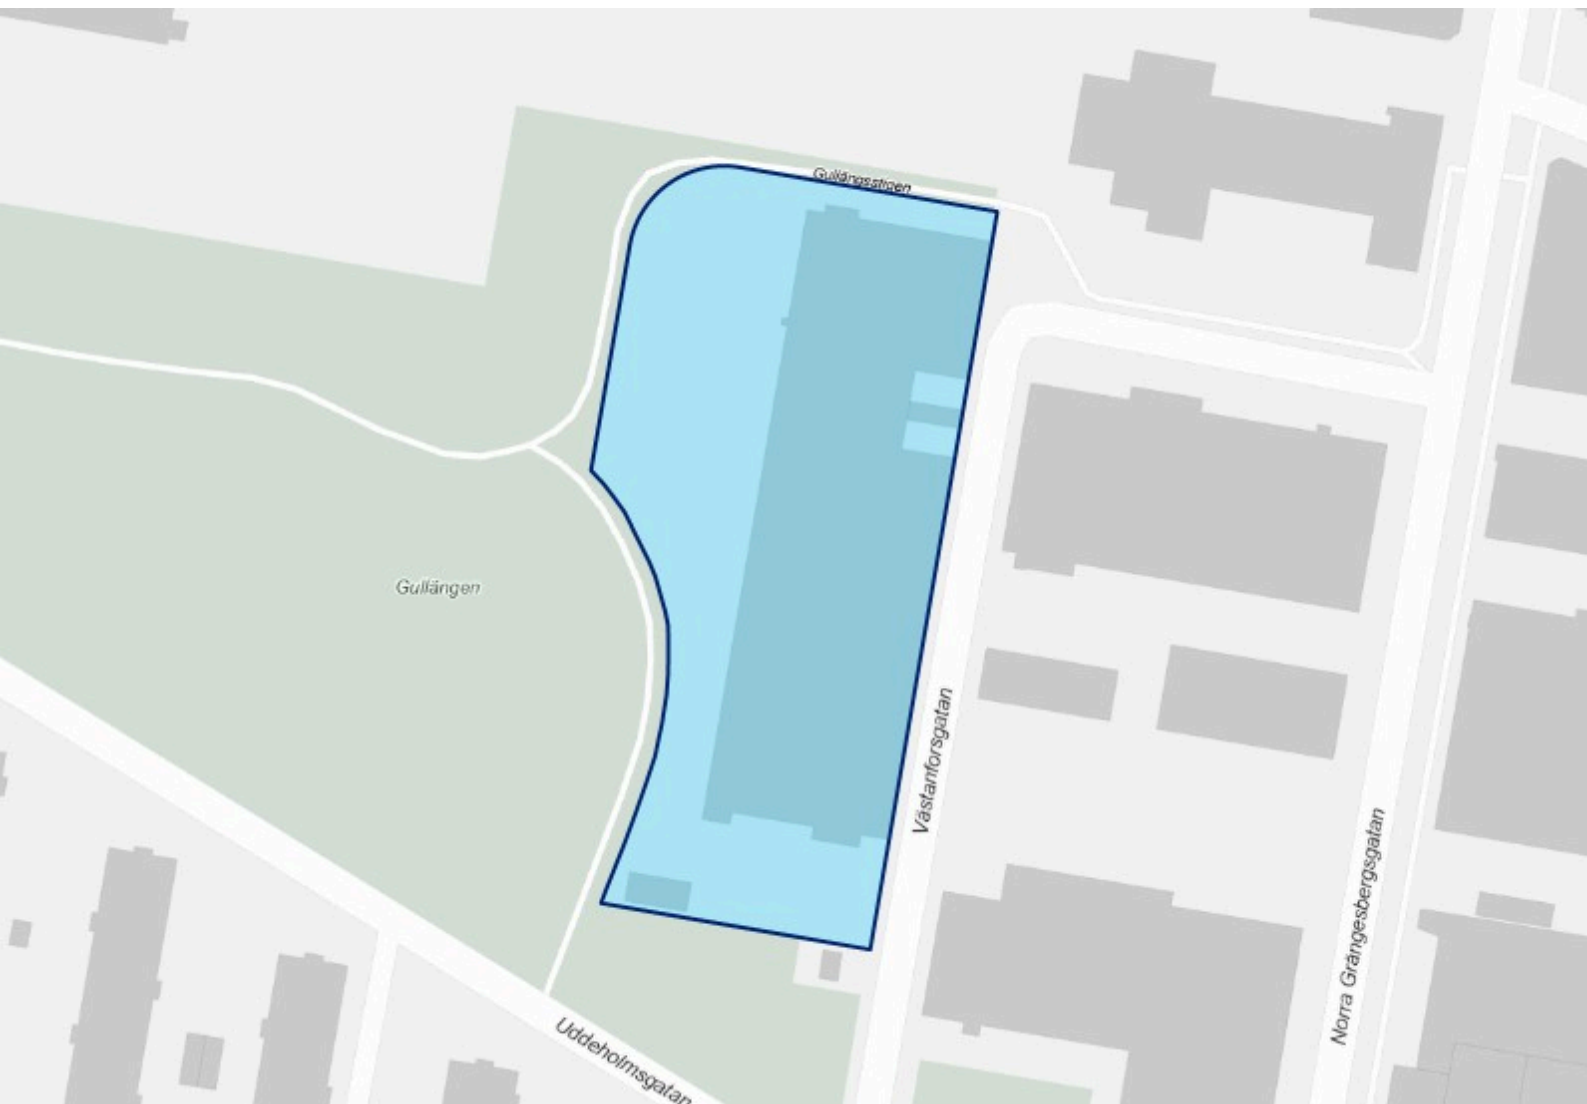 Gullängsstigen
Gullängen
Västanforsgatan
Norra Grängesbergsgatan
Uddeholmsgatan